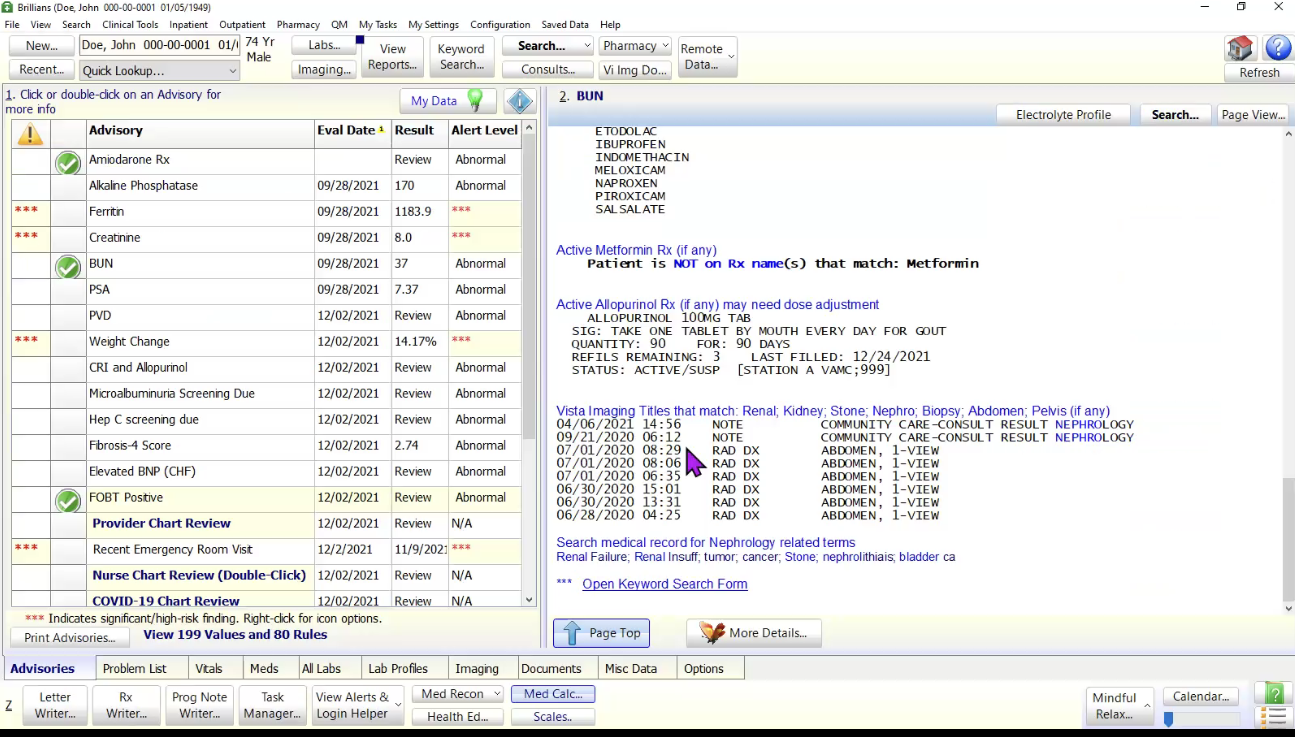 Brillians (Doe, John 000-00-0001 01/05/1949)
File View Search Clinical Tools Inpatient Outpatient Pharmacy QM My Tasks My Settings Configuration Saved Data Help
New... Doe, John 000-00-0001 01/ 74 Yr Male Labs... View Reports... Keyword Search... Search... Pharmacy Remote Data...
Recent... Quick Lookup... Imaging... Consults... Vi Img Do... Refresh
1. Click or double-click on an Advisory for more info My Data
Advisory Eval Date 1 Result Alert Level
Amiodarone Rx Review Abnormal
Alkaline Phosphatase 09/28/2021 170 Abnormal
*** Ferritin 09/28/2021 1183.9 ***
*** Creatinine 09/28/2021 8.0 ***
BUN 09/28/2021 37 Abnormal
PSA 09/28/2021 7.37 Abnormal
PVD 12/02/2021 Review Abnormal
*** Weight Change 12/02/2021 14.17% ***
CRI and Allopurinol 12/02/2021 Review Abnormal
Microalbuminuria Screening Due 12/02/2021 Review Abnormal
Hep C screening due 12/02/2021 Review Abnormal
Fibrosis-4 Score 12/02/2021 2.74 Abnormal
Elevated BNP (CHF) 12/02/2021 Review Abnormal
FOBT Positive 12/02/2021 Review Abnormal
Provider Chart Review 12/02/2021 Review N/A
*** Recent Emergency Room Visit 12/2/2021 11/9/2021 ***
Nurse Chart Review (Double-Click) 12/02/2021 Review N/A
COVID-19 Chart Review 12/02/2021 Review N/A
*** Indicates significant/high-risk finding. Right-click for icon options.
Print Advisories... View 199 Values and 80 Rules
2. BUN
Electrolyte Profile Search... Page View...
ETODOLAC
IBUPROFEN
INDOMETHACIN
MELOXICAM
NAPROXEN
PIROXICAM
SALSALATE
Active Metformin Rx (if any)
Patient is NOT on Rx name(s) that match: Metformin
Active Allopurinol Rx (if any) may need dose adjustment
ALLOPURINOL 100MG TAB
SIG: TAKE ONE TABLET BY MOUTH EVERY DAY FOR GOUT
QUANTITY: 90 FOR: 90 DAYS
REFILS REMAINING: 3 LAST FILLED: 12/24/2021
STATUS: ACTIVE/SUSP [STATION A VAMC;999]
Vista Imaging Titles that match: Renal; Kidney; Stone; Nephro; Biopsy; Abdomen; Pelvis (if any)
04/06/2021 14:56 NOTE COMMUNITY CARE-CONSULT RESULT NEPHROLOGY
09/21/2020 06:12 NOTE COMMUNITY CARE-CONSULT RESULT NEPHROLOGY
07/01/2020 08:29 RAD DX ABDOMEN, 1-VIEW
07/01/2020 08:06 RAD DX ABDOMEN, 1-VIEW
07/01/2020 06:35 RAD DX ABDOMEN, 1-VIEW
06/30/2020 15:01 RAD DX ABDOMEN, 1-VIEW
06/30/2020 13:31 RAD DX ABDOMEN, 1-VIEW
06/28/2020 04:25 RAD DX ABDOMEN, 1-VIEW
Search medical record for Nephrology related terms
Renal Failure; Renal Insuff; tumor; cancer; Stone; nephrolithiais; bladder ca
*** Open Keyword Search Form
Page Top More Details...
Advisories Problem List Vitals Meds All Labs Lab Profiles Imaging Documents Misc Data Options
Z Letter Writer... Rx Writer... Prog Note Writer... Task Manager... View Alerts & Login Helper Med Recon Med Calc... Mindful Relax... Calendar...
Health Ed... Scales..